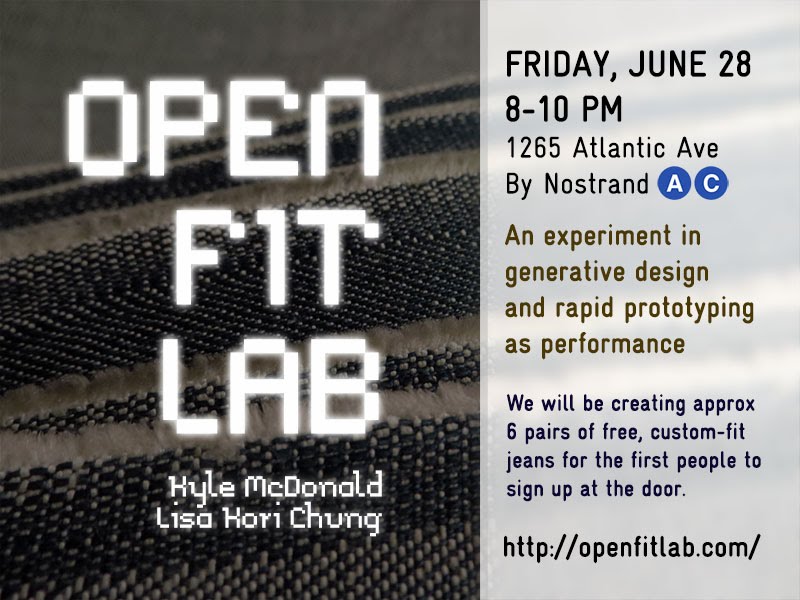 OPEN
FIT
LAB
Kyle McDonald
Lisa Kori Chung
FRIDAY, JUNE 28
8-10 PM
1265 Atlantic Ave
By Nostrand A C
An experiment in
generative design
and rapid prototyping
as performance
We will be creating approx
6 pairs of free, custom-fit
jeans for the first people to
sign up at the door.
http://openfitlab.com/